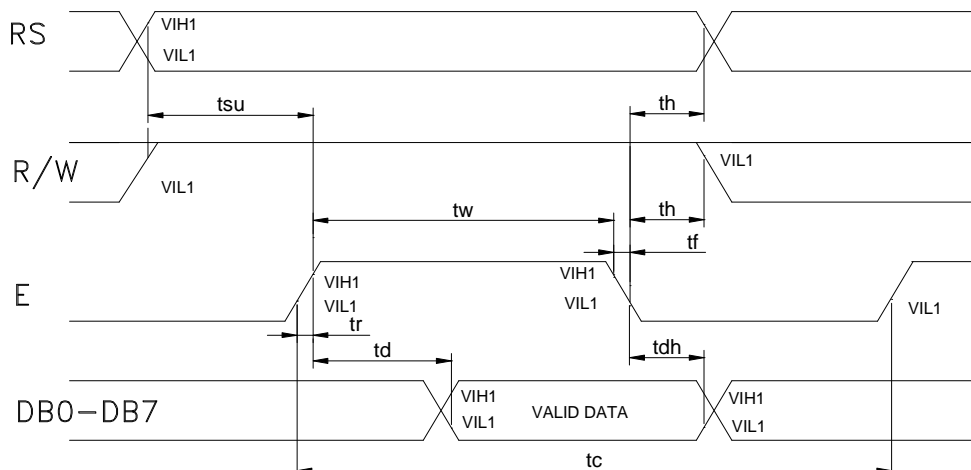 RS
VIH1
VIL1
tsu
th
R/W
VIL1
VIL1
tw
th
tf
E
VIH1
VIL1
VIH1
VIL1
VIL1
tr
td
tdh
DB0-DB7
VIH1
VIL1
VALID DATA
VIH1
VIL1
tc